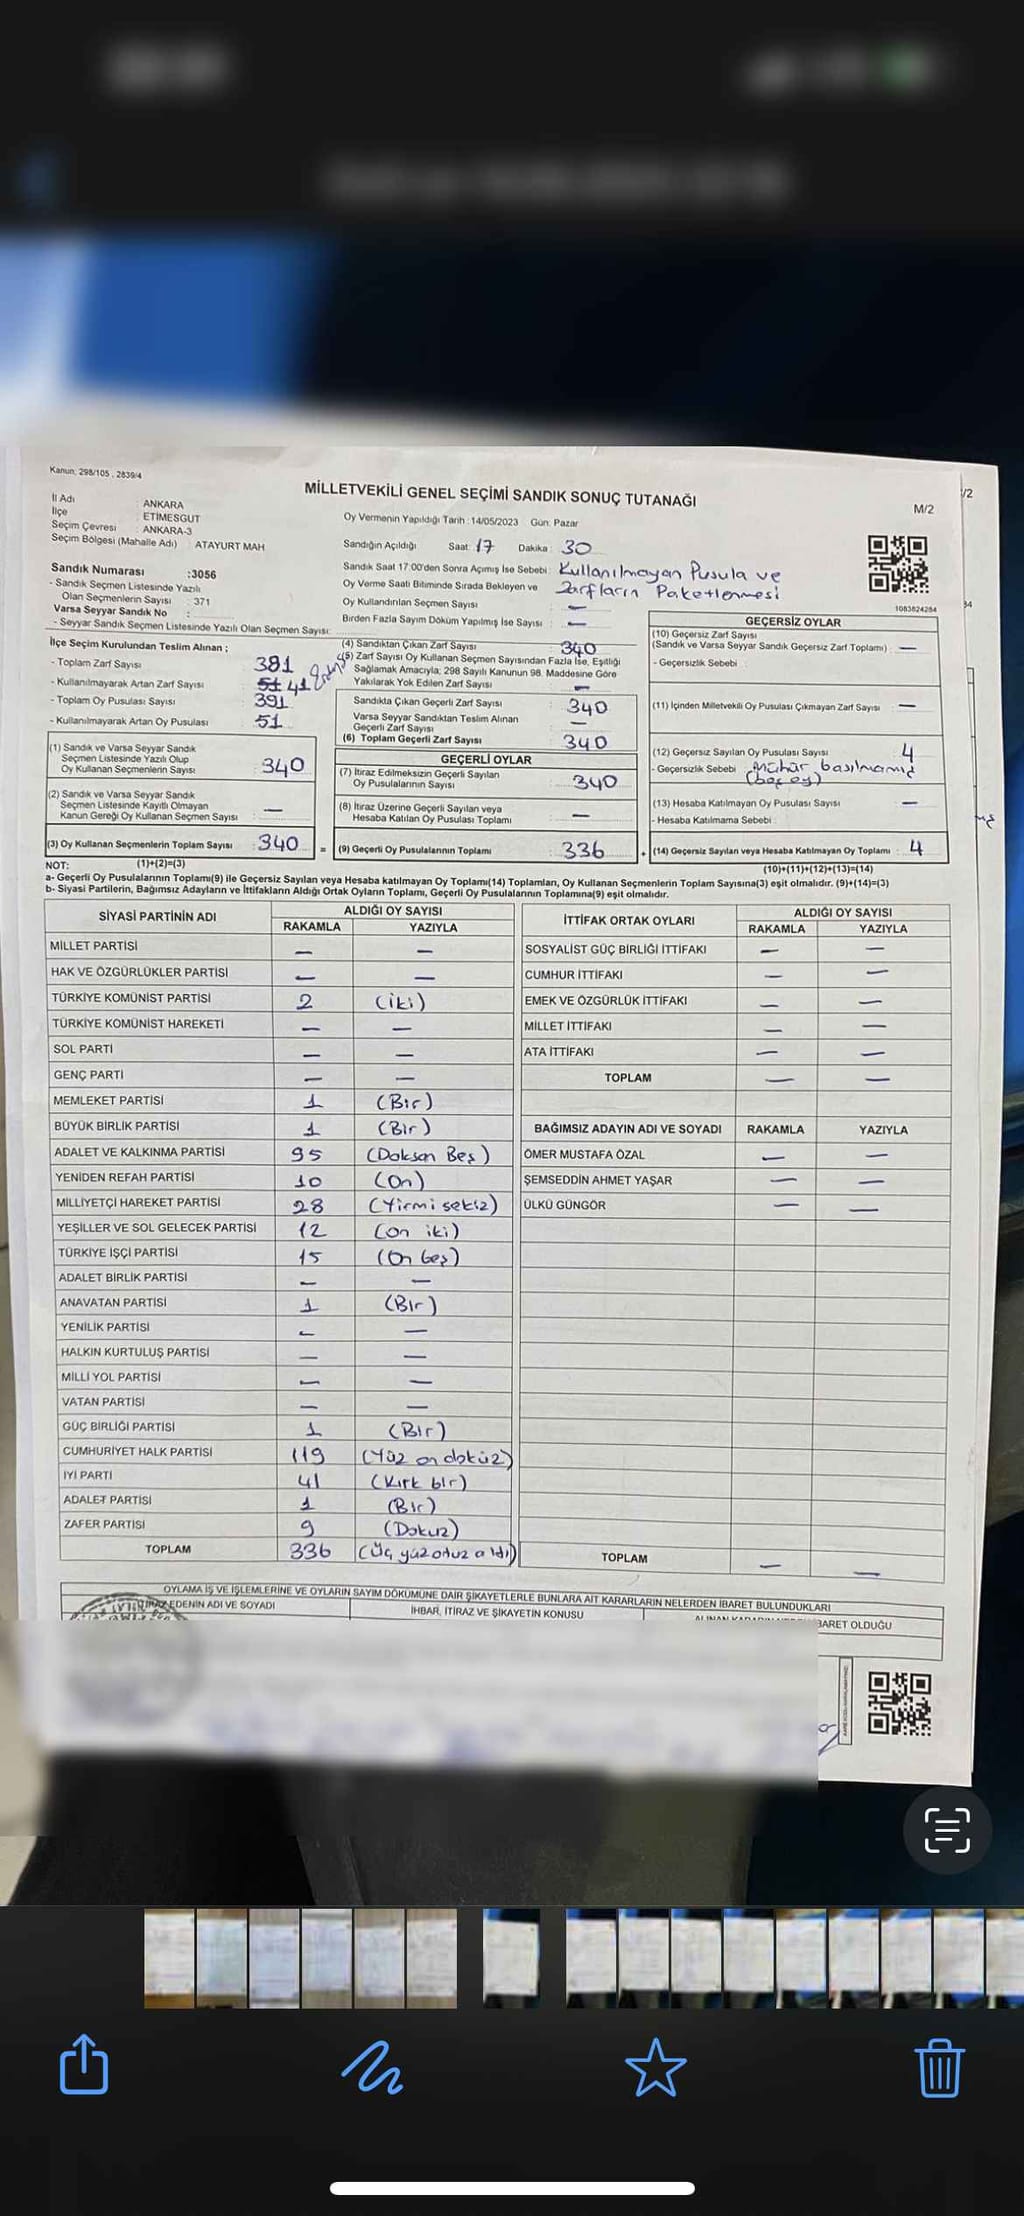 Kanun; 298/105 , 2839/4
MİLLETVEKİLİ GENEL SEÇİMİ SANDIK SONUÇ TUTANAĞI
M/2
İl Adı : ANKARA
İlçe : ETİMESGUT
Seçim Çevresi : ANKARA-3
Seçim Bölgesi (Mahalle Adı) : ATAYURT MAH
Oy Vermenin Yapıldığı Tarih : 14/05/2023 Gün: Pazar
Sandığın Açıldığı Saat: 17 Dakika : 30
Sandık Saat 17:00'den Sonra Açımış İse Sebebi : Kullanılmayan Pusula ve
Zarfların Paketlenmesi
Oy Verme Saati Bitiminde Sırada Bekleyen ve
Oy Kullandırılan Seçmen Sayısı : —
Birden Fazla Sayım Döküm Yapılmış İse Sayısı : —
1083624284
Sandık Numarası :3056
- Sandık Seçmen Listesinde Yazılı
Olan Seçmenlerin Sayısı : 371
Varsa Seyyar Sandık No :
- Seyyar Sandık Seçmen Listesinde Yazılı Olan Seçmen Sayısı:
İlçe Seçim Kurulundan Teslim Alınan ;
- Toplam Zarf Sayısı 381
- Kullanılmayarak Artan Zarf Sayısı 51 41
- Toplam Oy Pusulası Sayısı 391
- Kullanılmayarak Artan Oy Pusulası 51
(1) Sandık ve Varsa Seyyar Sandık
Seçmen Listesinde Yazılı Olup
Oy Kullanan Seçmenlerin Sayısı : 340
(2) Sandık ve Varsa Seyyar Sandık
Seçmen Listesinde Kayıtlı Olmayan
Kanun Gereği Oy Kullanan Seçmen Sayısı : —
(3) Oy Kullanan Seçmenlerin Toplam Sayısı : 340 =
(4) Sandıktan Çıkan Zarf Sayısı : 340
(5) Zarf Sayısı Oy Kullanan Seçmen Sayısından Fazla İse, Eşitliği
Sağlamak Amacıyla; 298 Sayılı Kanunun 98. Maddesine Göre
Yakılarak Yok Edilen Zarf Sayısı : —
Sandıkta Çıkan Geçerli Zarf Sayısı : 340
Varsa Seyyar Sandıktan Teslim Alınan
Geçerli Zarf Sayısı : —
(6) Toplam Geçerli Zarf Sayısı : 340
GEÇERLİ OYLAR
(7) İtiraz Edilmeksizin Geçerli Sayılan
Oy Pusulalarının Sayısı : 340
(8) İtiraz Üzerine Geçerli Sayılan veya
Hesaba Katılan Oy Pusulası Toplamı : —
(9) Geçerli Oy Pusulalarının Toplamı : 336 +
GEÇERSİZ OYLAR
(10) Geçersiz Zarf Sayısı
(Sandık ve Varsa Seyyar Sandık Geçersiz Zarf Toplamı) : —
- Geçersizlik Sebebi :
(11) İçinden Milletvekili Oy Pusulası Çıkmayan Zarf Sayısı : —
(12) Geçersiz Sayılan Oy Pusulası Sayısı : 4
- Geçersizlik Sebebi : Mühür basılmamış
(boş oy)
(13) Hesaba Katılmayan Oy Pusulası Sayısı : —
- Hesaba Katılmama Sebebi :
(14) Geçersiz Sayılan veya Hesaba Katılmayan Oy Toplamı : 4
NOT: (1)+(2)=(3) (10)+(11)+(12)+(13)=(14)
a- Geçerli Oy Pusulalarının Toplamı(9) ile Geçersiz Sayılan veya Hesaba katılmayan Oy Toplamı(14) Toplamları, Oy Kullanan Seçmenlerin Toplam Sayısına(3) eşit olmalıdır. (9)+(14)=(3)
b- Siyasi Partilerin, Bağımsız Adayların ve İttifakların Aldığı Ortak Oyların Toplamı, Geçerli Oy Pusulalarının Toplamına(9) eşit olmalıdır.
SİYASİ PARTİNİN ADI ALDIĞI OY SAYISI
RAKAMLA YAZIYLA
MİLLET PARTİSİ — —
HAK VE ÖZGÜRLÜKLER PARTİSİ — —
TÜRKİYE KOMÜNİST PARTİSİ 2 (iki)
TÜRKİYE KOMÜNİST HAREKETİ — —
SOL PARTİ — —
GENÇ PARTİ — —
MEMLEKET PARTİSİ 1 (Bir)
BÜYÜK BİRLİK PARTİSİ 1 (Bir)
ADALET VE KALKINMA PARTİSİ 95 (Doksan Beş)
YENİDEN REFAH PARTİSİ 10 (On)
MİLLİYETÇİ HAREKET PARTİSİ 28 (Yirmi sekiz)
YEŞİLLER VE SOL GELECEK PARTİSİ 12 (on iki)
TÜRKİYE İŞÇİ PARTİSİ 15 (On beş)
ADALET BİRLİK PARTİSİ — —
ANAVATAN PARTİSİ 1 (Bir)
YENİLİK PARTİSİ — —
HALKIN KURTULUŞ PARTİSİ — —
MİLLİ YOL PARTİSİ — —
VATAN PARTİSİ — —
GÜÇ BİRLİĞİ PARTİSİ 1 (Bir)
CUMHURİYET HALK PARTİSİ 119 (Yüz on dokuz)
İYİ PARTİ 41 (Kırk bir)
ADALET PARTİSİ 1 (Bir)
ZAFER PARTİSİ 9 (Dokuz)
TOPLAM 336 (Üç yüz otuz altı)
İTTİFAK ORTAK OYLARI ALDIĞI OY SAYISI
RAKAMLA YAZIYLA
SOSYALİST GÜÇ BİRLİĞİ İTTİFAKI — —
CUMHUR İTTİFAKI — —
EMEK VE ÖZGÜRLÜK İTTİFAKI — —
MİLLET İTTİFAKI — —
ATA İTTİFAKI — —
TOPLAM — —
BAĞIMSIZ ADAYIN ADI VE SOYADI RAKAMLA YAZIYLA
ÖMER MUSTAFA ÖZAL — —
ŞEMSEDDİN AHMET YAŞAR — —
ÜLKÜ GÜNGÖR — —
TOPLAM — —
OYLAMA İŞ VE İŞLEMLERİNE VE OYLARIN SAYIM DÖKÜMÜNE DAİR ŞİKAYETLERLE BUNLARA AİT KARARLARIN NELERDEN İBARET BULUNDUKLARI
EDENİN ADI VE SOYADI
İHBAR, İTİRAZ VE ŞİKAYETİN KONUSU
BARET OLDUĞU